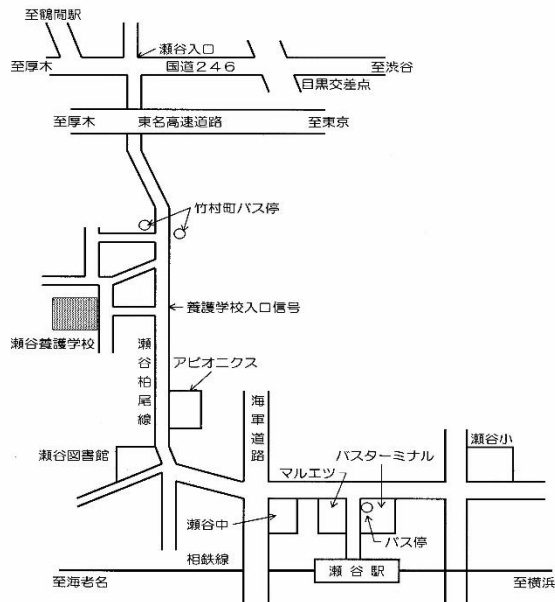 至鶴間駅
瀬谷入口
至厚木
国道246
至渋谷
目黒交差点
至厚木
東名高速道路
至東京
竹村町バス停
養護学校入口信号
瀬谷養護学校
瀬谷柏尾線
アビオニクス
海軍道路
瀬谷図書館
瀬谷小
バスターミナル
マルエツ
瀬谷中
バス停
相鉄線
至海老名
瀬谷駅
至横浜